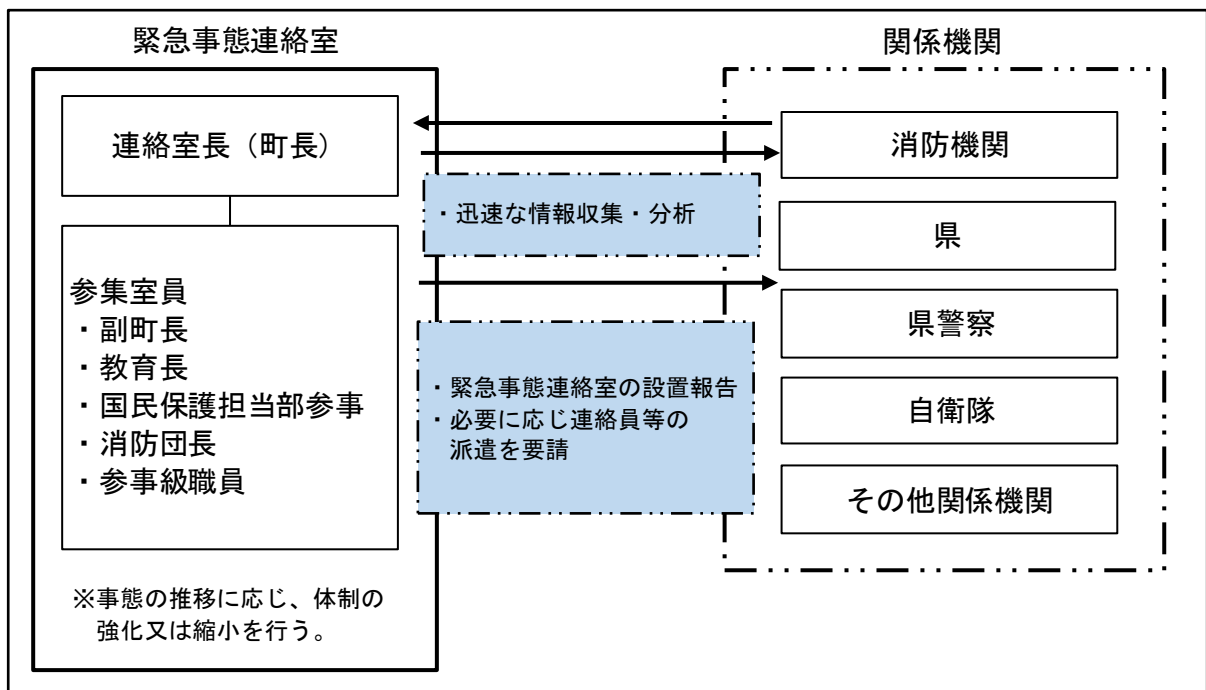 緊急事態連絡室
連絡室長（町長）
参集室員
・副町長
・教育長
・国民保護担当部参事
・消防団長
・参事級職員
※事態の推移に応じ、体制の
強化又は縮小を行う。
・迅速な情報収集・分析
・緊急事態連絡室の設置報告
・必要に応じ連絡員等の
派遣を要請
関係機関
消防機関
県
県警察
自衛隊
その他関係機関